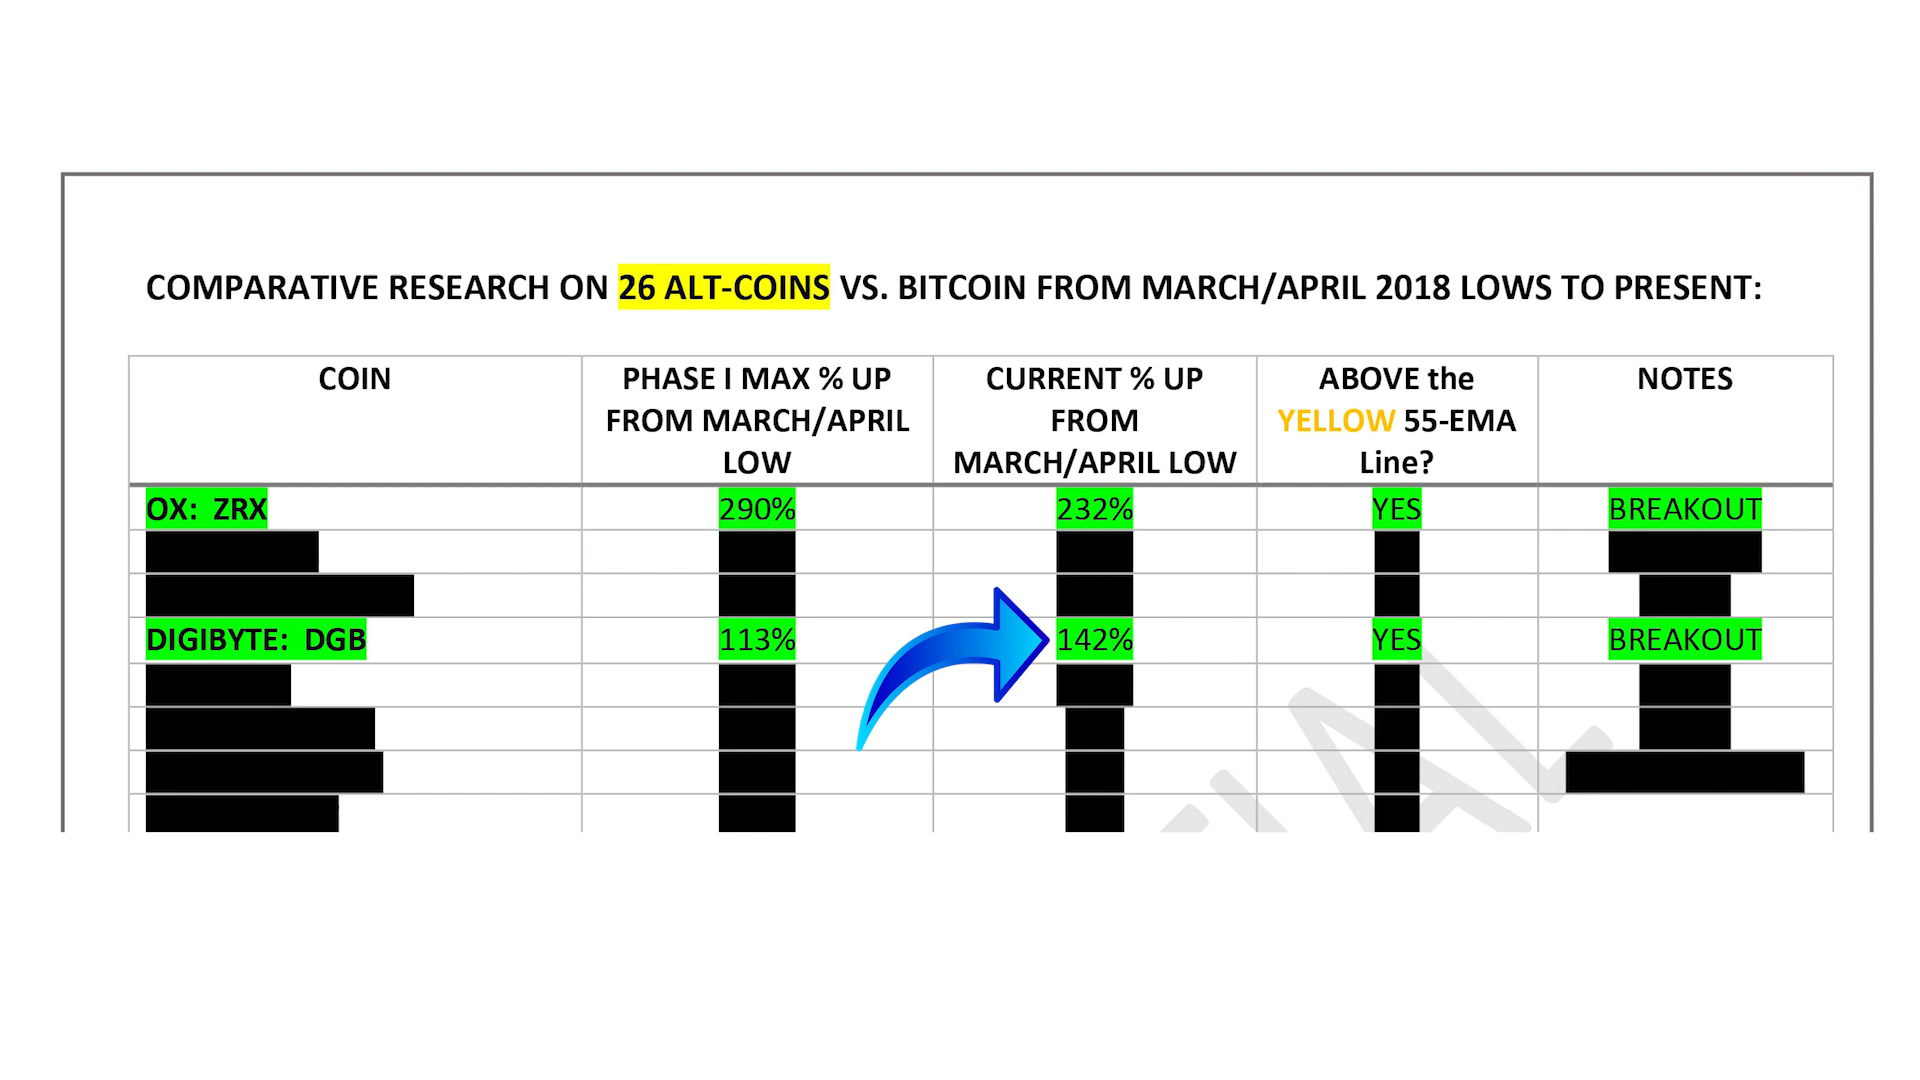 COMPARATIVE RESEARCH ON 26 ALT-COINS VS. BITCOIN FROM MARCH/APRIL 2018 LOWS TO PRESENT:
COIN
PHASE I MAX % UP
FROM MARCH/APRIL
LOW
CURRENT % UP
FROM
MARCH/APRIL LOW
ABOVE the
YELLOW 55-EMA
Line?
NOTES
OX: ZRX 290% 232% YES BREAKOUT
DIGIBYTE: DGB 113% 142% YES BREAKOUT